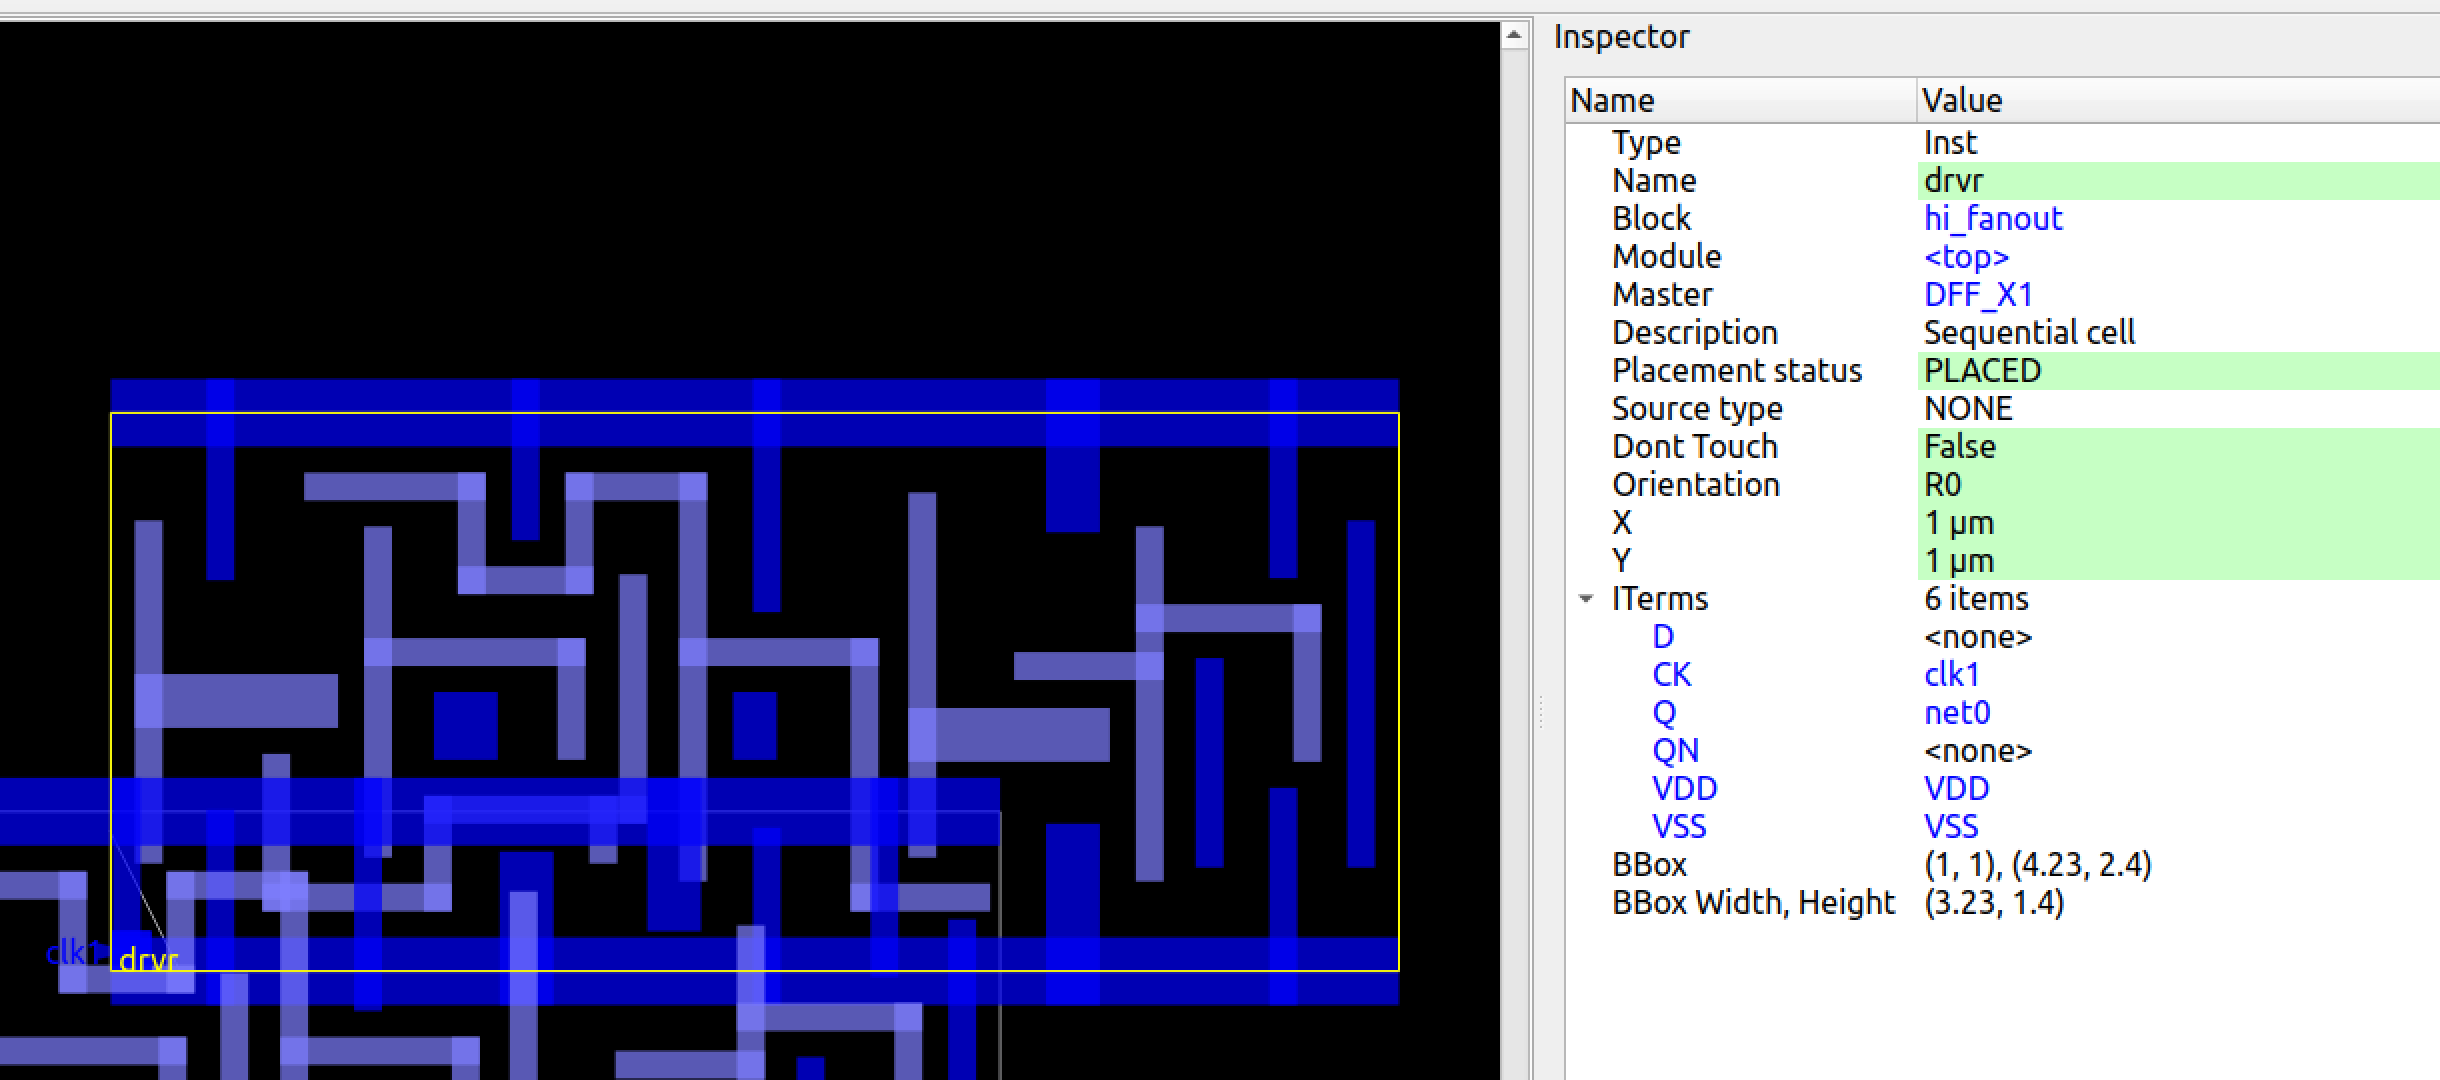 Inspector
Name Value
Type Inst
Name drvr
Block hi_fanout
Module <top>
Master DFF_X1
Description Sequential cell
Placement status PLACED
Source type NONE
Dont Touch False
Orientation R0
X 1 µm
Y 1 µm
ITerms 6 items
D <none>
CK clk1
Q net0
QN <none>
VDD VDD
VSS VSS
BBox (1, 1), (4.23, 2.4)
BBox Width, Height (3.23, 1.4)
clk1 drvr